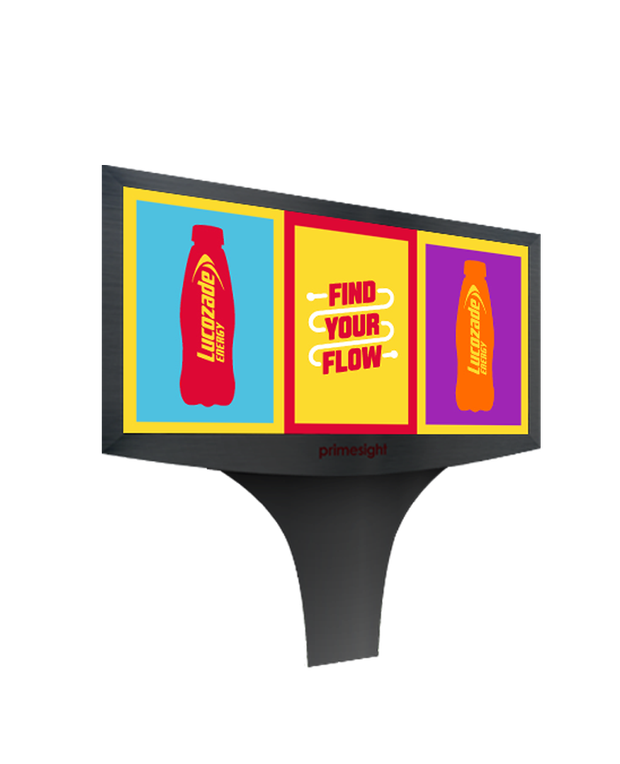 Lucozade
ENERGY
FIND
YOUR
FLOW
Lucozade
ENERGY
primesight